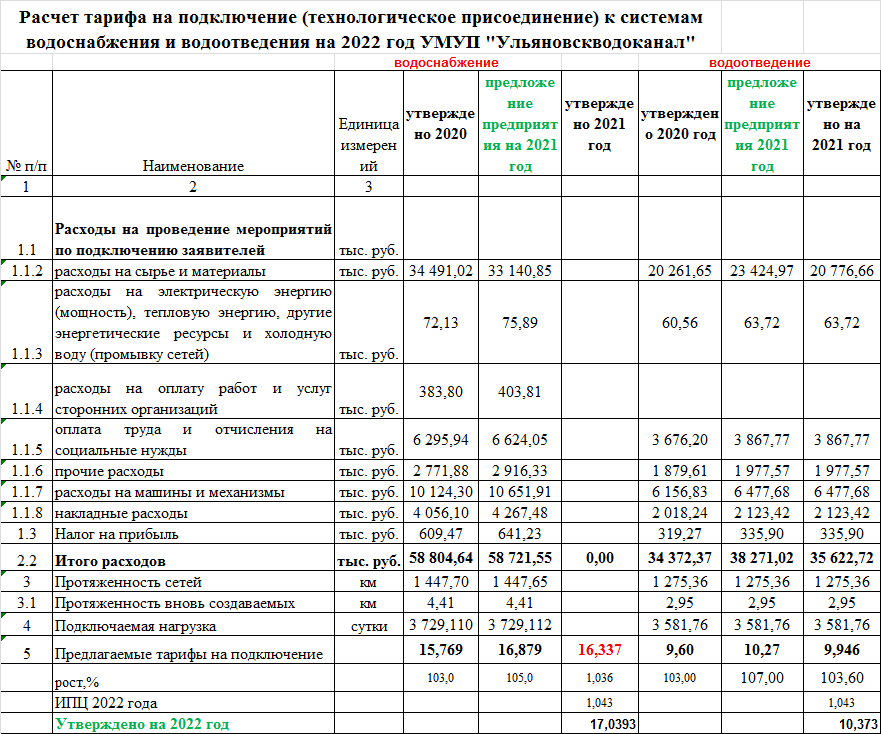 Расчет тарифа на подключение (технологическое присоединение) к системам
водоснабжения и водоотведения на 2022 год УМУП "Ульяновскводоканал"
водоснабжение водоотведение
№ п/п Наименование Единица измерен ий утвержде но 2020 предложе ние предприят ия на 2021 год утвержде но 2021 год утвержден о 2020 год предложе ние предприят ия 2021 год утвержде но на 2021 год
1 2 3
1.1 Расходы на проведение мероприятий
по подключению заявителей тыс. руб.
1.1.2 расходы на сырье и материалы тыс. руб. 34 491,02 33 140,85 20 261,65 23 424,97 20 776,66
расходы на электрическую энергию
(мощность), тепловую энергию, другие
энергетические ресурсы и холодную
1.1.3 воду (промывку сетей) тыс. руб. 72,13 75,89 60,56 63,72 63,72
расходы на оплату работ и услуг
1.1.4 сторонних организаций тыс. руб. 383,80 403,81
оплата труда и отчисления на
1.1.5 социальные нужды тыс. руб. 6 295,94 6 624,05 3 676,20 3 867,77 3 867,77
1.1.6 прочие расходы тыс. руб. 2 771,88 2 916,33 1 879,61 1 977,57 1 977,57
1.1.7 расходы на машины и механизмы тыс. руб. 10 124,30 10 651,91 6 156,83 6 477,68 6 477,68
1.1.8 накладные расходы тыс. руб. 4 056,10 4 267,48 2 018,24 2 123,42 2 123,42
1.3 Налог на прибыль тыс. руб. 609,47 641,23 319,27 335,90 335,90
2.2 Итого расходов тыс. руб. 58 804,64 58 721,55 0,00 34 372,37 38 271,02 35 622,72
3 Протяженность сетей км 1 447,70 1 447,65 1 275,36 1 275,36 1 275,36
3.1 Протяженность вновь создаваемых км 4,41 4,41 2,95 2,95 2,95
4 Подключаемая нагрузка сутки 3 729,110 3 729,112 3 581,76 3 581,76 3 581,76
5 Предлагаемые тарифы на подключение 15,769 16,879 16,337 9,60 10,27 9,946
рост,% 103,0 105,0 1,036 103,00 107,00 103,60
ИПЦ 2022 года 1,043 1,043
Утверждено на 2022 год 17,0393 10,373